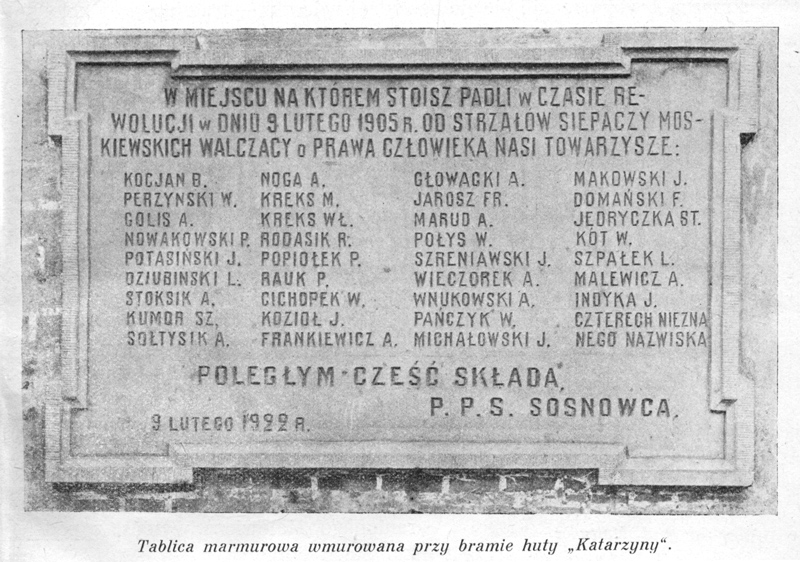 W MIEJSCU NA KTÓREM STOISZ PADLI W CZASIE RE-
WOLUCJI W DNIU 9 LUTEGO 1905 R. OD STRZAŁÓW SIEPACZY MOS-
KIEWSKICH WALCZĄCY O PRAWA CZŁOWIEKA NASI TOWARZYSZE:
KOCJAN B. NOGA A. GŁOWACKI A. MAKOWSKI J.
PERZYNSKI W. KREKS M. JAROSZ FR. DOMAŃSKI F.
GOLIS A. KREKS WŁ. MARUD A. JĘDRYCZKA ST.
NOWAKOWSKI P. RODASIK R. POŁYS W. KÓT W.
POTASIŃSKI J. POPIOŁEK P. SZRENIAWSKI J. SZPAŁEK L.
DZIUBINSKI L. RAUK P. WIECZOREK A. MALEWICZ A.
STOKSIK A. CICHOPEK W. WNUKOWSKI A. INDYKA J.
KUMOR SZ. KOZIOŁ J. PAŃCZYK W. CZTERECH NIEZNA
SOŁTYSIK A. FRANKIEWICZ A. MICHAŁOWSKI J. NEGO NAZWISKA
POLEGŁYM CZEŚĆ SKŁADA,
P. P. S. SOSNOWCA.
9 LUTEGO 1922 R.
Tablica marmurowa wmurowana przy bramie huty „Katarzyny“.